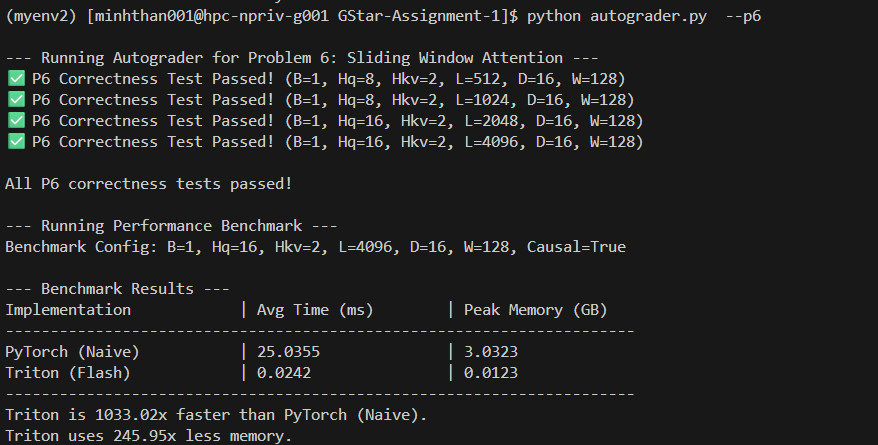 (myenv2) [minhthan001@hpc-npriv-g001 GStar-Assignment-1]$ python autograder.py  --p6
--- Running Autograder for Problem 6: Sliding Window Attention ---
✅ P6 Correctness Test Passed! (B=1, Hq=8, Hkv=2, L=512, D=16, W=128)
✅ P6 Correctness Test Passed! (B=1, Hq=8, Hkv=2, L=1024, D=16, W=128)
✅ P6 Correctness Test Passed! (B=1, Hq=16, Hkv=2, L=2048, D=16, W=128)
✅ P6 Correctness Test Passed! (B=1, Hq=16, Hkv=2, L=4096, D=16, W=128)
All P6 correctness tests passed!
--- Running Performance Benchmark ---
Benchmark Config: B=1, Hq=16, Hkv=2, L=4096, D=16, W=128, Causal=True
--- Benchmark Results ---
Implementation            | Avg Time (ms)        | Peak Memory (GB)
----------------------------------------------------------------------
PyTorch (Naive)           | 25.0355              | 3.0323
Triton (Flash)            | 0.0242               | 0.0123
----------------------------------------------------------------------
Triton is 1033.02x faster than PyTorch (Naive).
Triton uses 245.95x less memory.